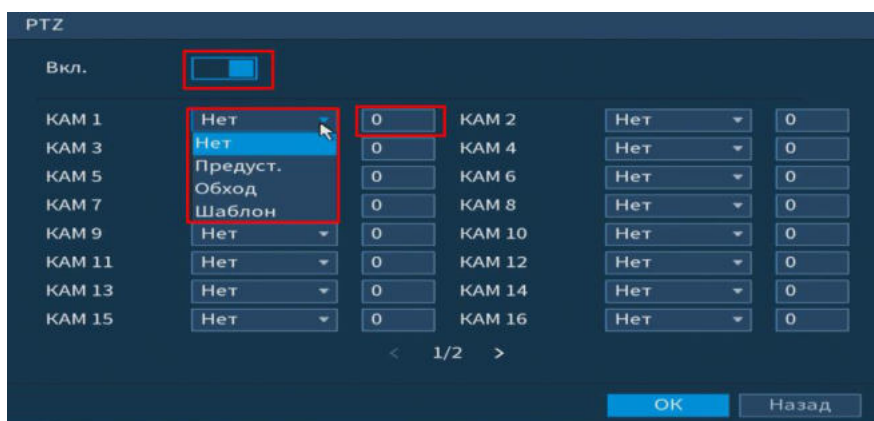 PTZ
Вкл.
КАМ 1 Нет 0 КАМ 2 Нет 0
КАМ 3 Нет 0 КАМ 4 Нет 0
Предуст.
КАМ 5 0 КАМ 6 Нет 0
Обход
КАМ 7 Шаблон 0 КАМ 8 Нет 0
КАМ 9 Нет 0 КАМ 10 Нет 0
КАМ 11 Нет 0 КАМ 12 Нет 0
КАМ 13 Нет 0 КАМ 14 Нет 0
КАМ 15 Нет 0 КАМ 16 Нет 0
< 1/2 >
ОК Назад